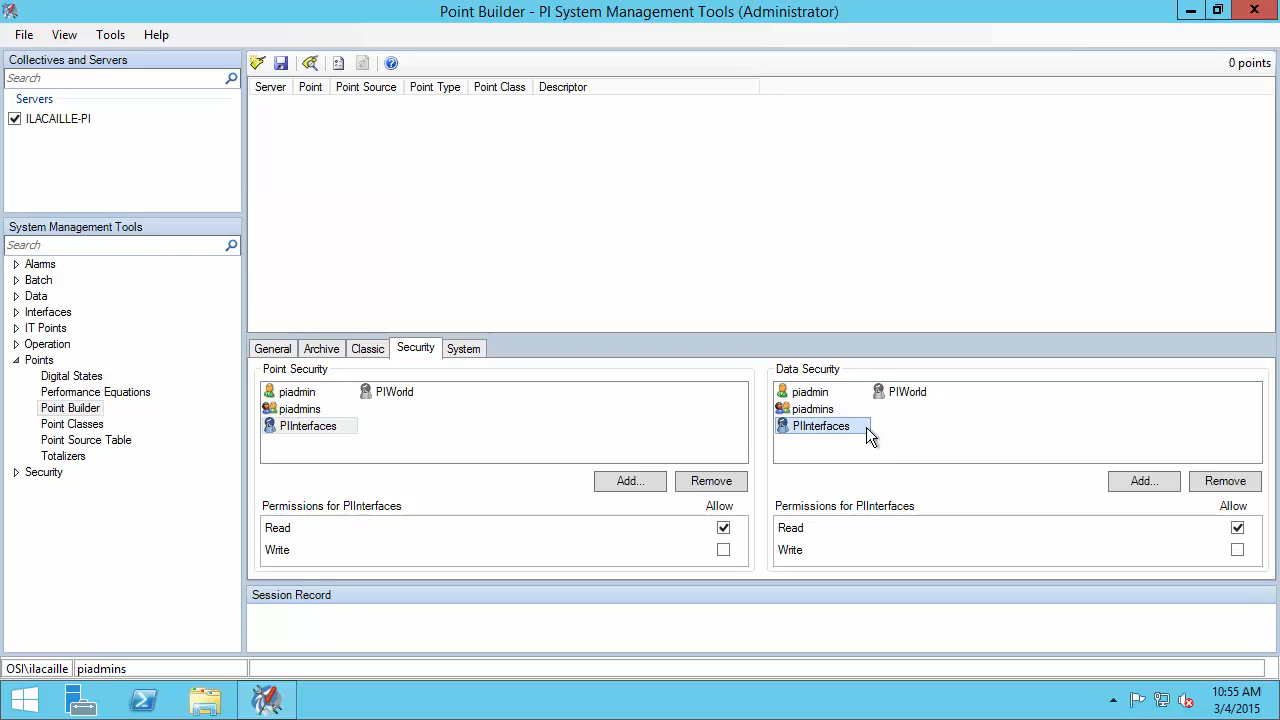 Point Builder - PI System Management Tools (Administrator)
File View Tools Help
Collectives and Servers
Search
Servers
ILACAILLE-PI
System Management Tools
Search
Alarms
Batch
Data
Interfaces
IT Points
Operation
Points
Digital States
Performance Equations
Point Builder
Point Classes
Point Source Table
Totalizers
Security
0 points
Server Point Point Source Point Type Point Class Descriptor
General Archive Classic Security System
Point Security
piadmin PIWorld
piadmins
PIInterfaces
Add... Remove
Permissions for PIInterfaces Allow
Read
Write
Data Security
piadmin PIWorld
piadmins
PIInterfaces
Add... Remove
Permissions for PIInterfaces Allow
Read
Write
Session Record
OSI\ilacaille piadmins
10:55 AM
3/4/2015